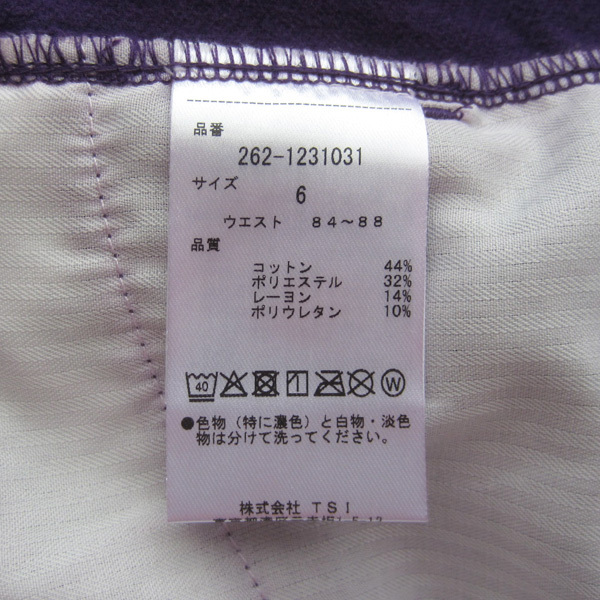 品番
262-1231031
サイズ
6
ウエスト 84～88
品質
コットン 44%
ポリエステル 32%
レーヨン 14%
ポリウレタン 10%
40
W
●色物（特に濃色）と白物・淡色
物は分けて洗ってください。
株式会社 TSI